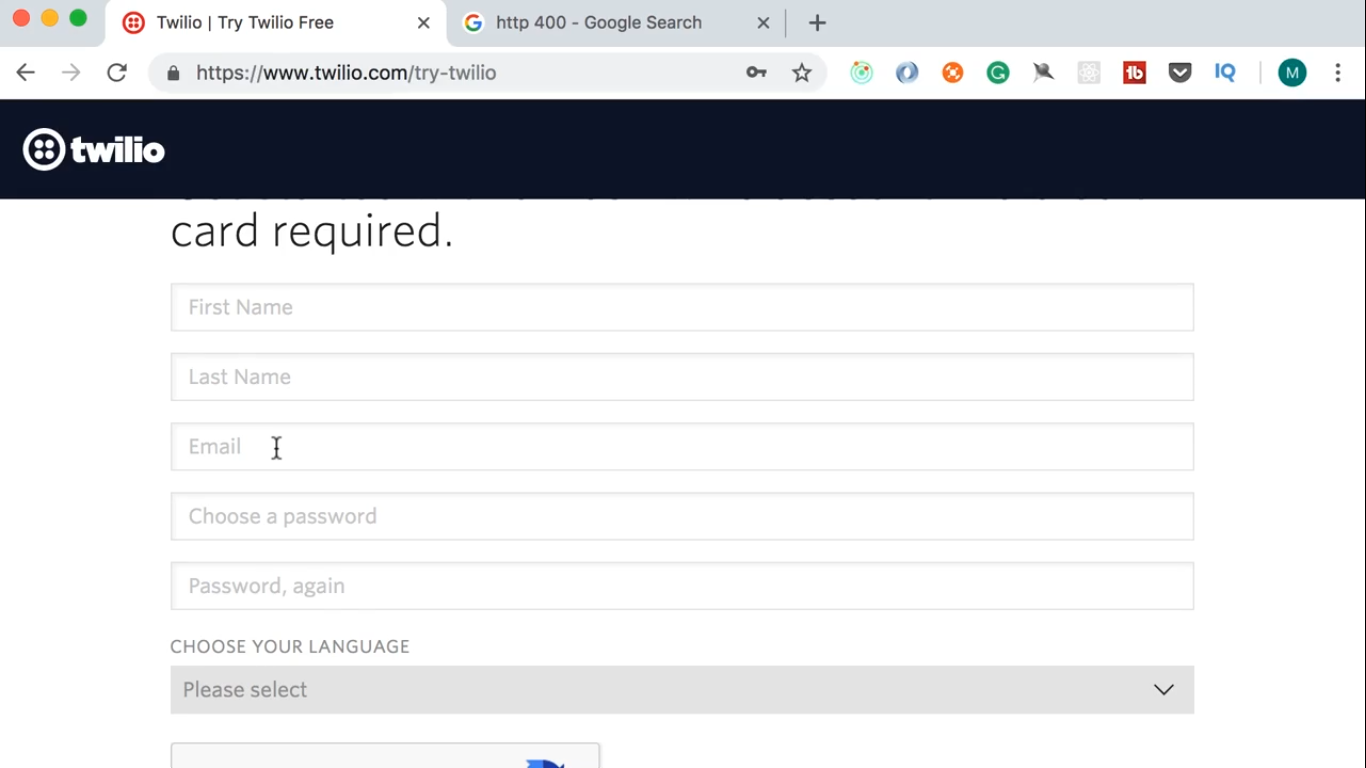 Twilio | Try Twilio Free
http 400 - Google Search
https://www.twilio.com/try-twilio
IQ
M
twilio
card required.
First Name
Last Name
Email
Choose a password
Password, again
CHOOSE YOUR LANGUAGE
Please select